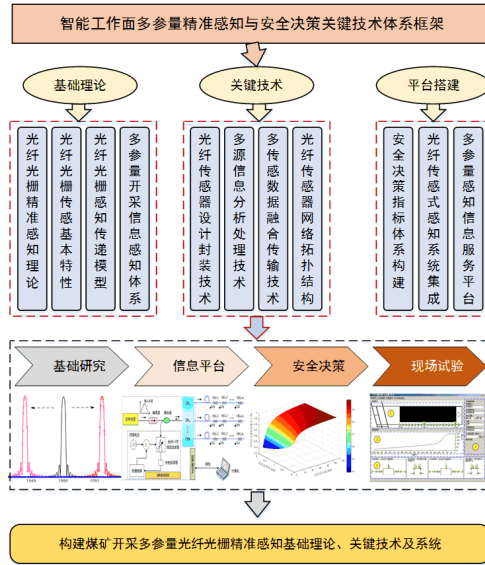 智能工作面多参量精准感知与安全决策关键技术体系框架
基础理论
关键技术
平台搭建
光纤光栅精准感知理论
光纤光栅传感基本特性
光纤光栅感知传递模型
多参量开采信息感知体系
光纤传感器设计封装技术
多源信息分析处理技术
多传感数据融合传输技术
光纤传感器网络拓扑结构
安全决策指标体系构建
光纤传感式感知系统集成
多参量感知信息服务平台
基础研究
信息平台
安全决策
现场试验
构建煤矿开采多参量光纤光栅精准感知基础理论、关键技术及系统